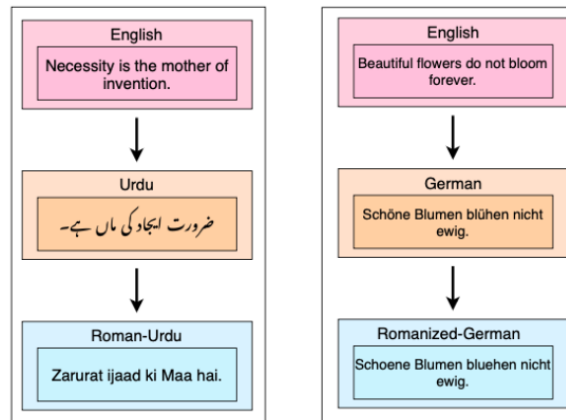 English
Necessity is the mother of
invention.
Urdu
ضرورت ایجاد کی ماں ہے۔
Roman-Urdu
Zarurat ijaad ki Maa hai.
English
Beautiful flowers do not bloom
forever.
German
Schöne Blumen blühen nicht
ewig.
Romanized-German
Schoene Blumen bluehen nicht
ewig.